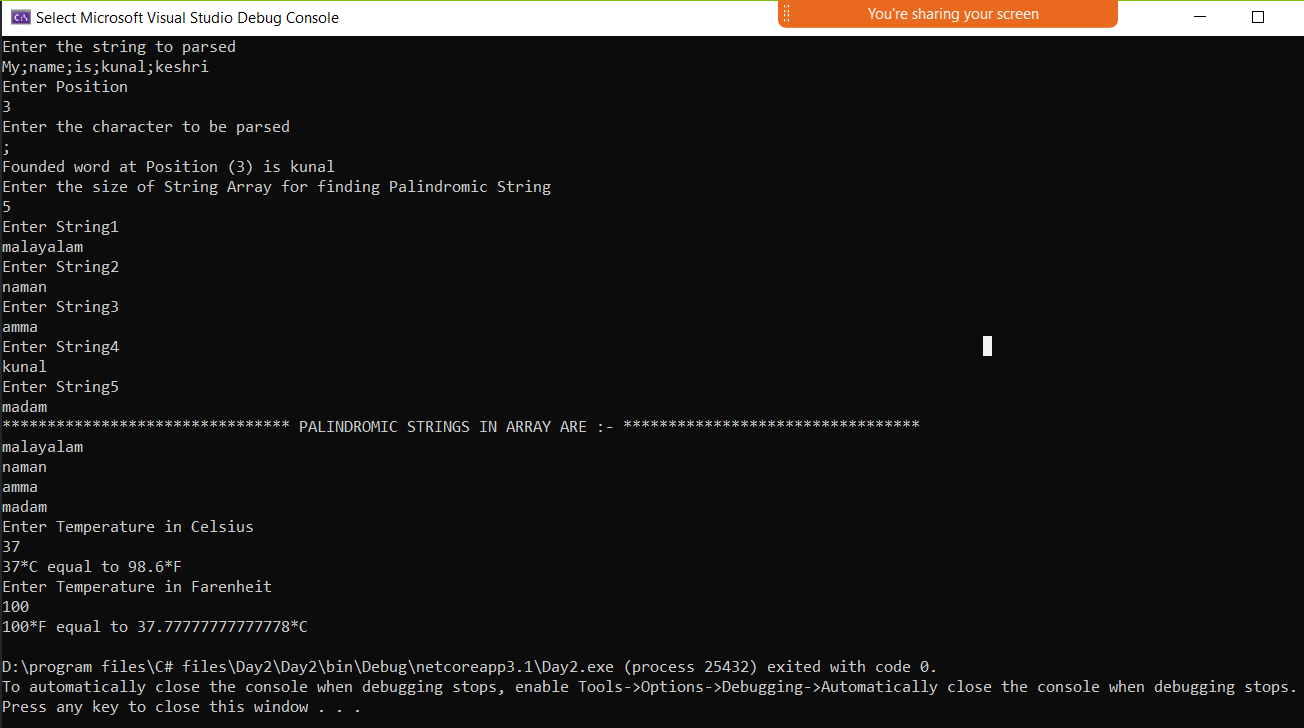 Select Microsoft Visual Studio Debug Console
You're sharing your screen
Enter the string to parsed
My;name;is;kunal;keshri
Enter Position
3
Enter the character to be parsed
;
Founded word at Position (3) is kunal
Enter the size of String Array for finding Palindromic String
5
Enter String1
malayalam
Enter String2
naman
Enter String3
amma
Enter String4
kunal
Enter String5
madam
******************************** PALINDROMIC STRINGS IN ARRAY ARE :- *********************************
malayalam
naman
amma
madam
Enter Temperature in Celsius
37
37*C equal to 98.6*F
Enter Temperature in Farenheit
100
100*F equal to 37.77777777777778*C
D:\program files\C# files\Day2\Day2\bin\Debug\netcoreapp3.1\Day2.exe (process 25432) exited with code 0.
To automatically close the console when debugging stops, enable Tools->Options->Debugging->Automatically close the console when debugging stops.
Press any key to close this window . . .